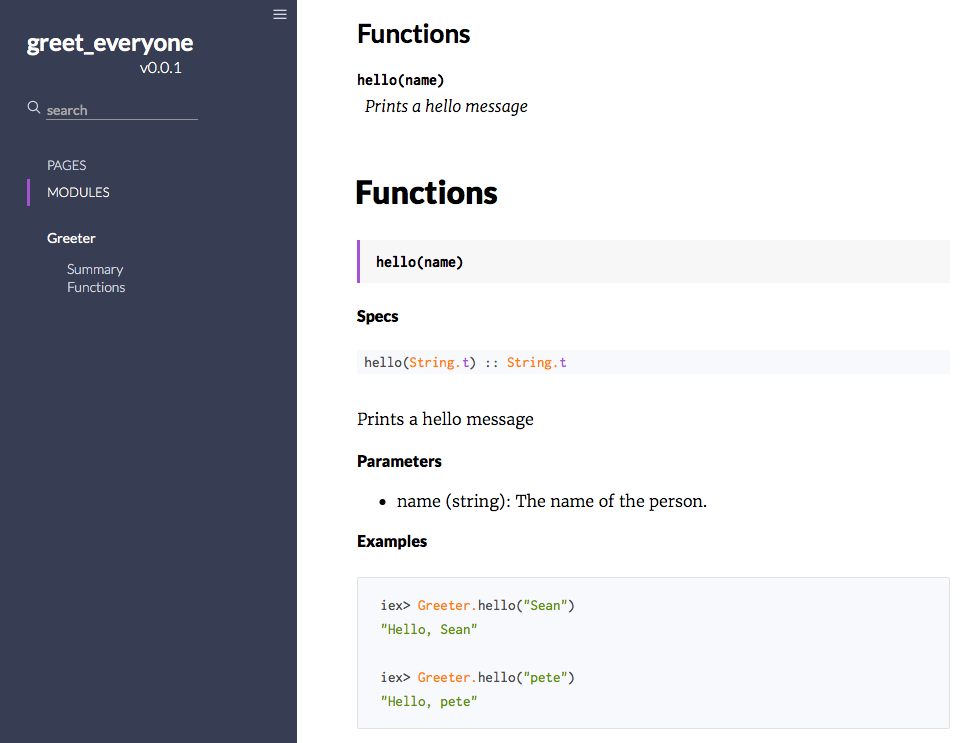 greet_everyone
v0.0.1
search
PAGES
MODULES
Greeter
Summary
Functions
Functions
hello(name)
Prints a hello message
Functions
hello(name)
Specs
hello(String.t) :: String.t
Prints a hello message
Parameters
• name (string): The name of the person.
Examples
iex> Greeter.hello("Sean")
"Hello, Sean"
iex> Greeter.hello("pete")
"Hello, pete"